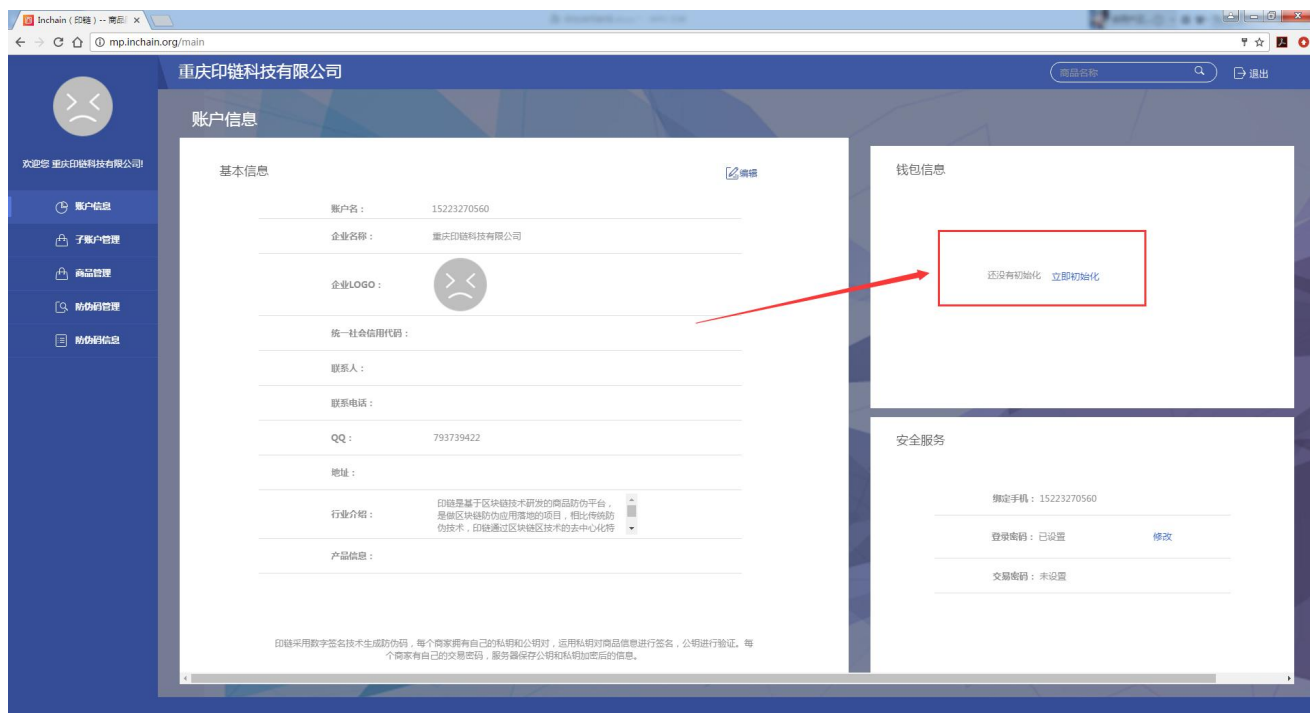 Inchain ( 印链 ) -- 商品
mp.inchain.org/main
重庆印链科技有限公司
商品名称
退出
欢迎您 重庆印链科技有限公司!
账户信息
子账户管理
商品管理
防伪码管理
防伪码信息
账户信息
基本信息
编辑
账户名：
15223270560
企业名称：
重庆印链科技有限公司
企业LOGO：
统一社会信用代码：
联系人：
联系电话：
QQ：
793739422
地址：
行业介绍：
印链是基于区块链技术研发的商品防伪平台，
是做区块链防伪应用落地的项目，相比传统防
伪技术，印链通过区块链区技术的去中心化特
产品信息：
印链采用数字签名技术生成防伪码，每个商家拥有自己的私钥和公钥对，运用私钥对商品信息进行签名，公钥进行验证。每
个商家有自己的交易密码，服务器保存公钥和私钥加密后的信息。
钱包信息
还没有初始化 立即初始化
安全服务
绑定手机： 15223270560
登录密码： 已设置 修改
交易密码： 未设置